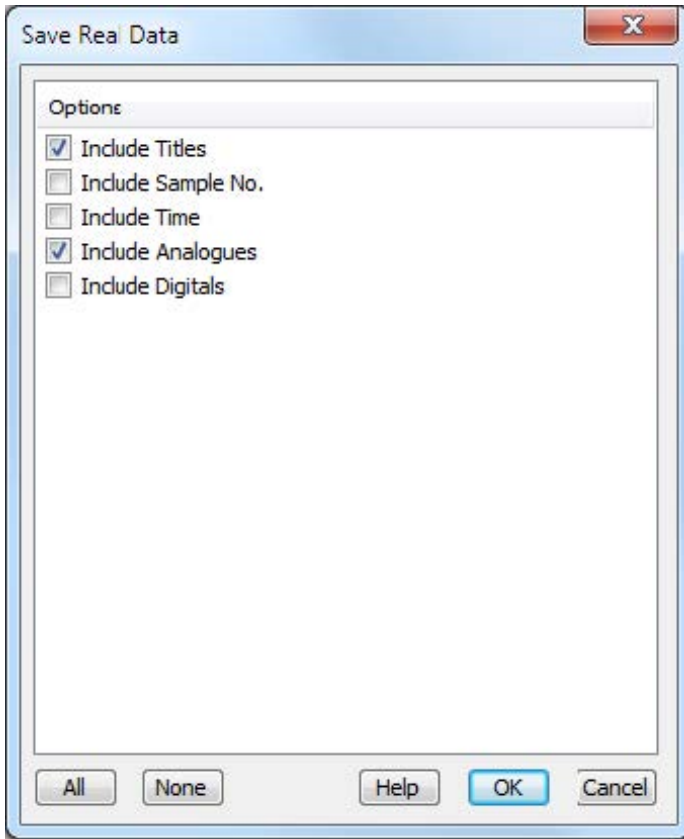 Save Real Data
Options
Include Titles
Include Sample No.
Include Time
Include Analogues
Include Digitals
All None Help OK Cancel